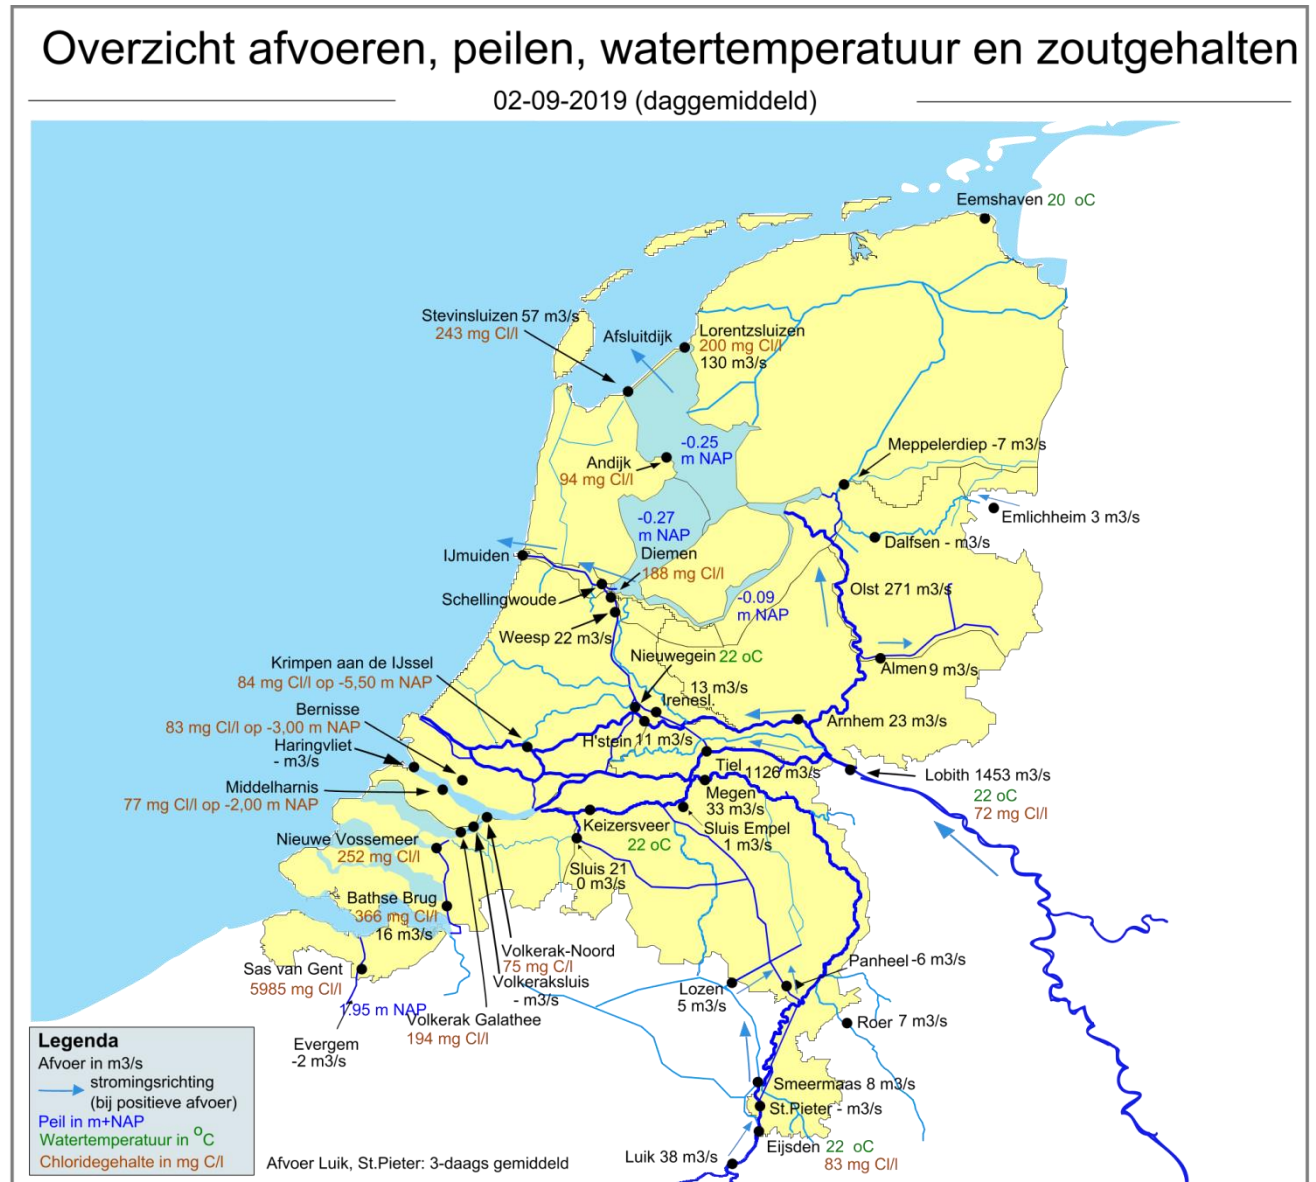 Overzicht afvoeren, peilen, watertemperatuur en zoutgehalten
02-09-2019 (daggemiddeld)
Eemshaven 20 oC
Stevinsluizen 57 m3/s
243 mg Cl/l
Afsluitdijk
Lorentzsluizen
200 mg Cl/l
130 m3/s
-0.25
m NAP
Meppelerdiep -7 m3/s
Andijk
94 mg Cl/l
Emlichheim 3 m3/s
-0.27
m NAP
Dalfsen - m3/s
IJmuiden
Diemen
188 mg Cl/l
Schellingwoude
-0.09
m NAP
Olst 271 m3/s
Weesp 22 m3/s
Nieuwegein 22 oC
Almen 9 m3/s
Krimpen aan de IJssel
84 mg Cl/l op -5,50 m NAP
13 m3/s
Irenesl.
Bernisse
83 mg Cl/l op -3,00 m NAP
Arnhem 23 m3/s
H'stein 11 m3/s
Haringvliet
- m3/s
Tiel 1126 m3/s
Lobith 1453 m3/s
22 oC
72 mg Cl/l
Middelharnis
77 mg Cl/l op -2,00 m NAP
Megen
33 m3/s
Keizersveer
22 oC
Sluis Empel
1 m3/s
Nieuwe Vossemeer
252 mg Cl/l
Sluis 21
0 m3/s
Bathse Brug
366 mg Cl/l
16 m3/s
Volkerak-Noord
75 mg C/l
Volkeraksluis
- m3/s
Panheel -6 m3/s
Sas van Gent
5985 mg Cl/l
Lozen
5 m3/s
1.95 m NAP
Volkerak Galathee
194 mg Cl/l
Roer 7 m3/s
Evergem
-2 m3/s
Smeermaas 8 m3/s
St.Pieter - m3/s
Eijsden 22 oC
83 mg Cl/l
Luik 38 m3/s
Legenda
Afvoer in m3/s
stromingsrichting
(bij positieve afvoer)
Peil in m+NAP
Watertemperatuur in °C
Chloridegehalte in mg C/l
Afvoer Luik, St.Pieter: 3-daags gemiddeld